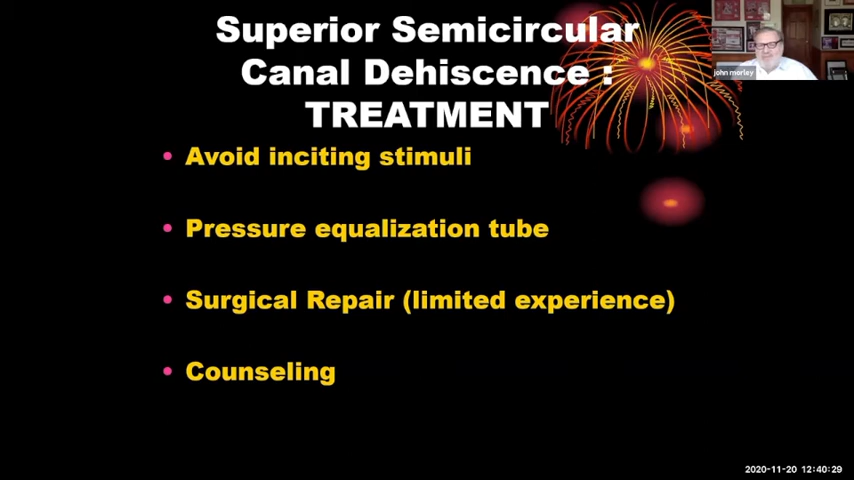 Superior Semicircular
Canal Dehiscence :
TREATMENT
john morley
• Avoid inciting stimuli
• Pressure equalization tube
• Surgical Repair (limited experience)
• Counseling
2020-11-20 12:40:29